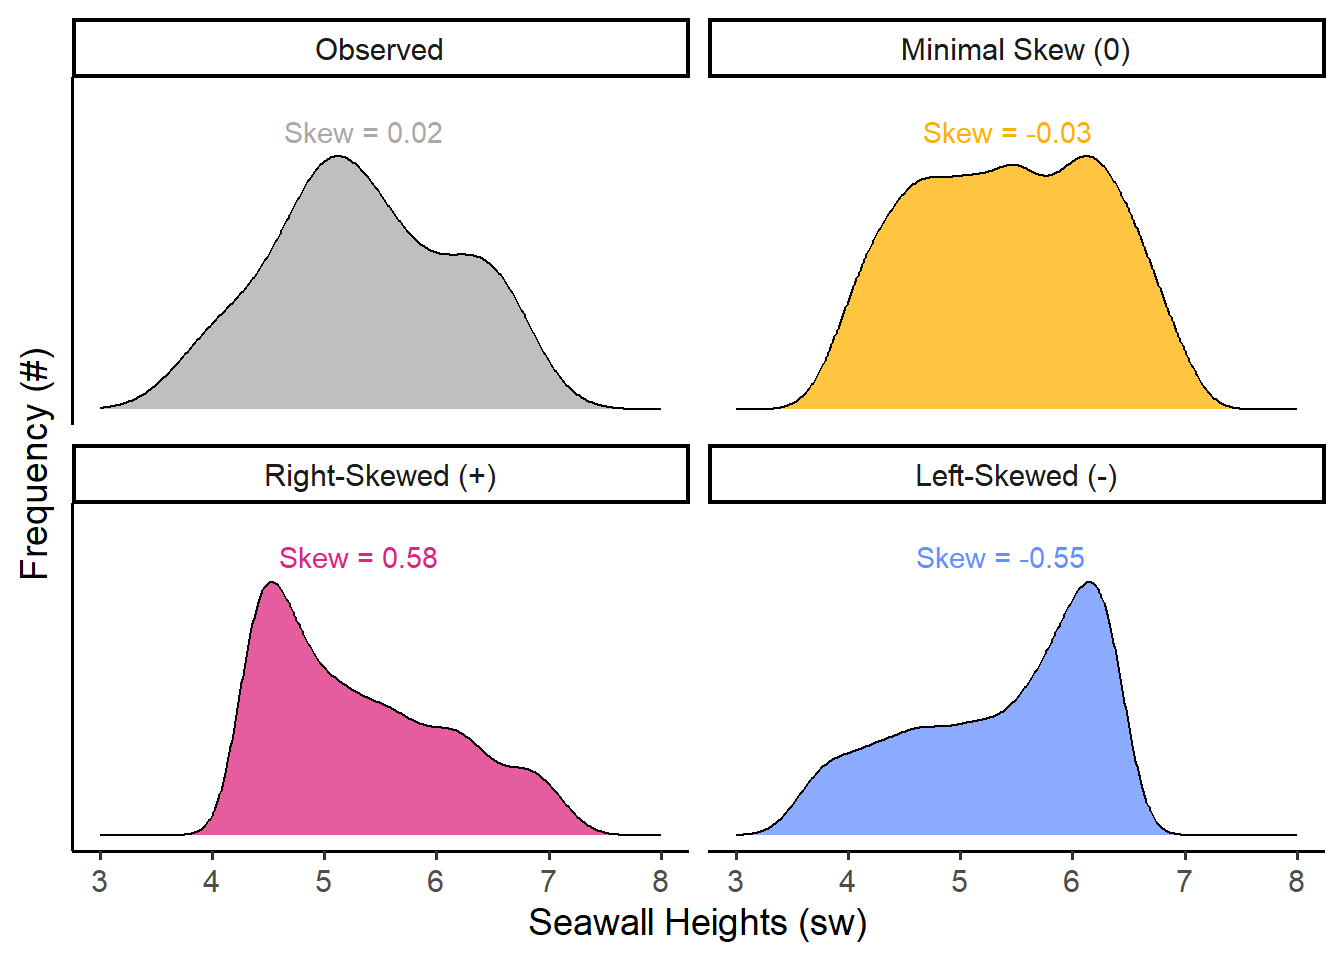 Observed
Minimal Skew (0)
Skew = 0.02
Skew = -0.03
Right-Skewed (+)
Left-Skewed (-)
Skew = 0.58
Skew = -0.55
Frequency (#)
3 4 5 6 7 8
3 4 5 6 7 8
Seawall Heights (sw)